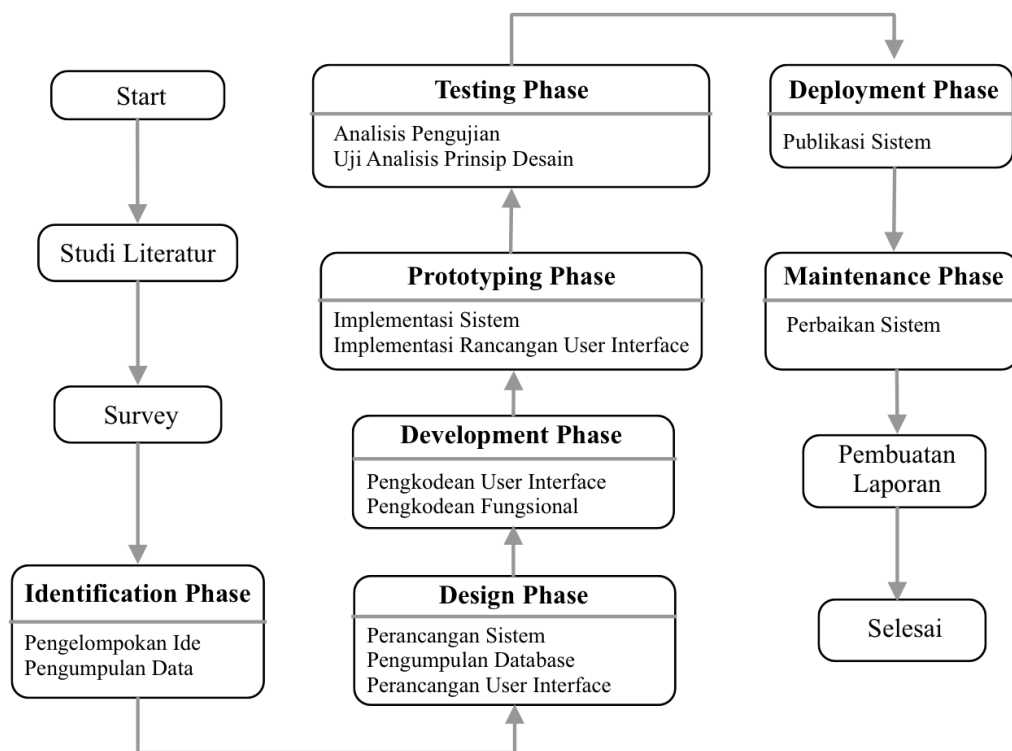 Start
Studi Literatur
Survey
Identification Phase
Pengelompokan Ide
Pengumpulan Data
Design Phase
Perancangan Sistem
Pengumpulan Database
Perancangan User Interface
Development Phase
Pengkodean User Interface
Pengkodean Fungsional
Prototyping Phase
Implementasi Sistem
Implementasi Rancangan User Interface
Testing Phase
Analisis Pengujian
Uji Analisis Prinsip Desain
Deployment Phase
Publikasi Sistem
Maintenance Phase
Perbaikan Sistem
Pembuatan
Laporan
Selesai